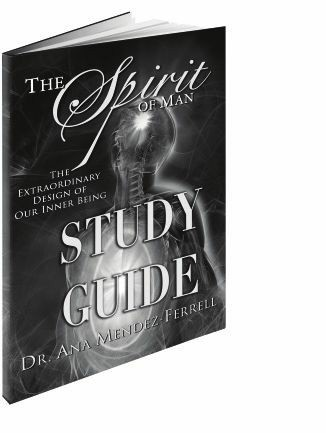 THE Spirit
OF MAN
THE
EXTRAORDINARY
DESIGN OF
OUR INNER BEING
STUDY
GUIDE
DR. ANA MENDEZ-FERRELL